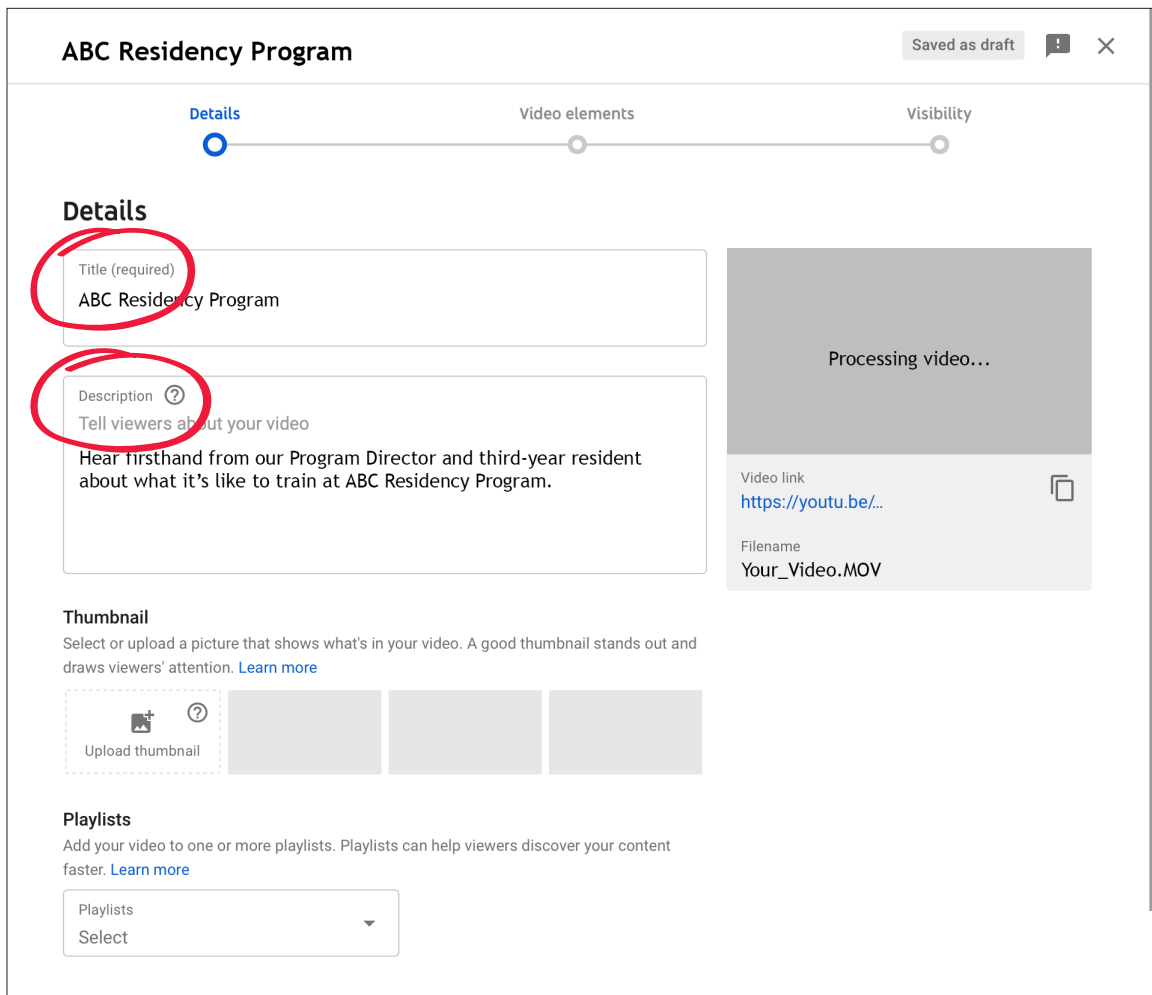 ABC Residency Program
Saved as draft
Details
Video elements
Visibility
Details
Title (required)
ABC Residency Program
Description
Tell viewers about your video
Hear firsthand from our Program Director and third-year resident
about what it’s like to train at ABC Residency Program.
Processing video...
Video link
https://youtu.be/...
Filename
Your_Video.MOV
Thumbnail
Select or upload a picture that shows what's in your video. A good thumbnail stands out and
draws viewers' attention. Learn more
Upload thumbnail
Playlists
Add your video to one or more playlists. Playlists can help viewers discover your content
faster. Learn more
Playlists
Select